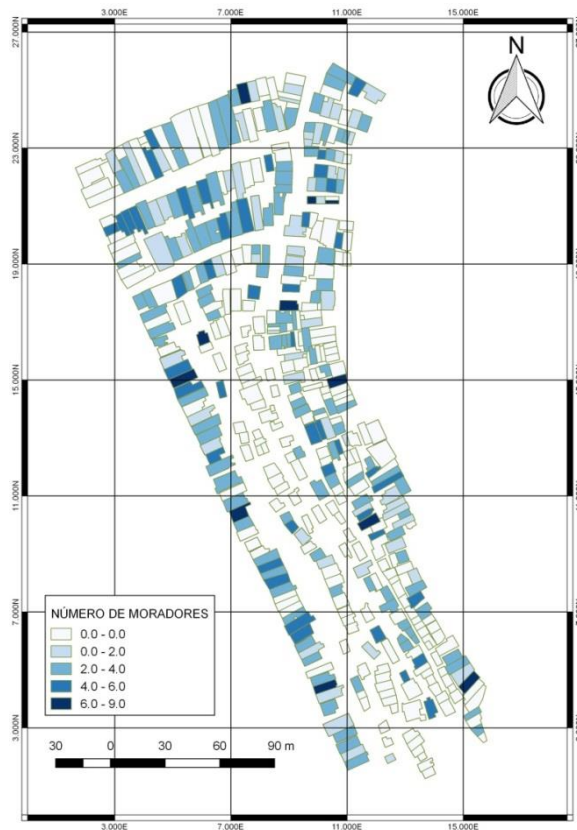 3.000E 7.000E 11.000E 15.000E
27.000N
N
23.000N
19.000N
15.000N
11.000N
7.000N
3.000N
NÚMERO DE MORADORES
0.0 - 0.0
0.0 - 2.0
2.0 - 4.0
4.0 - 6.0
6.0 - 9.0
30 0 30 60 90 m
3.000E 7.000E 11.000E 15.000E